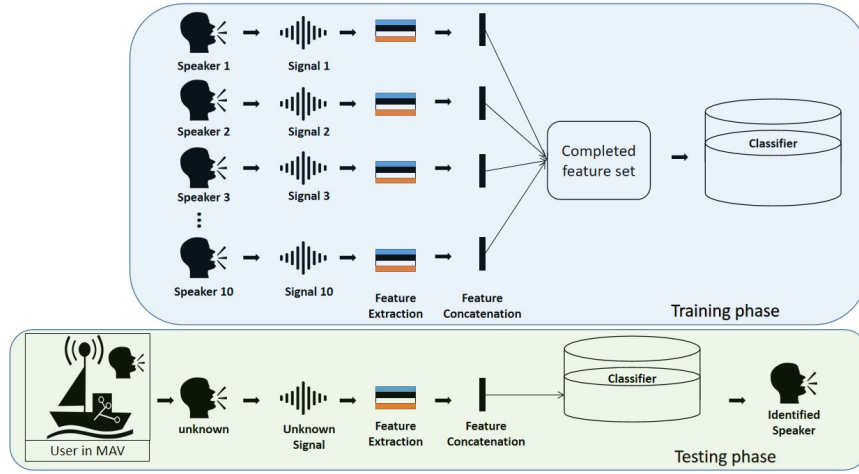 Speaker 1
Signal 1
Speaker 2
Signal 2
Speaker 3
Signal 3
Speaker 10
Signal 10
Feature
Extraction
Feature
Concatenation
Completed
feature set
Classifier
Training phase
User in MAV
unknown
Unknown
Signal
Feature
Extraction
Feature
Concatenation
Classifier
Identified
Speaker
Testing phase